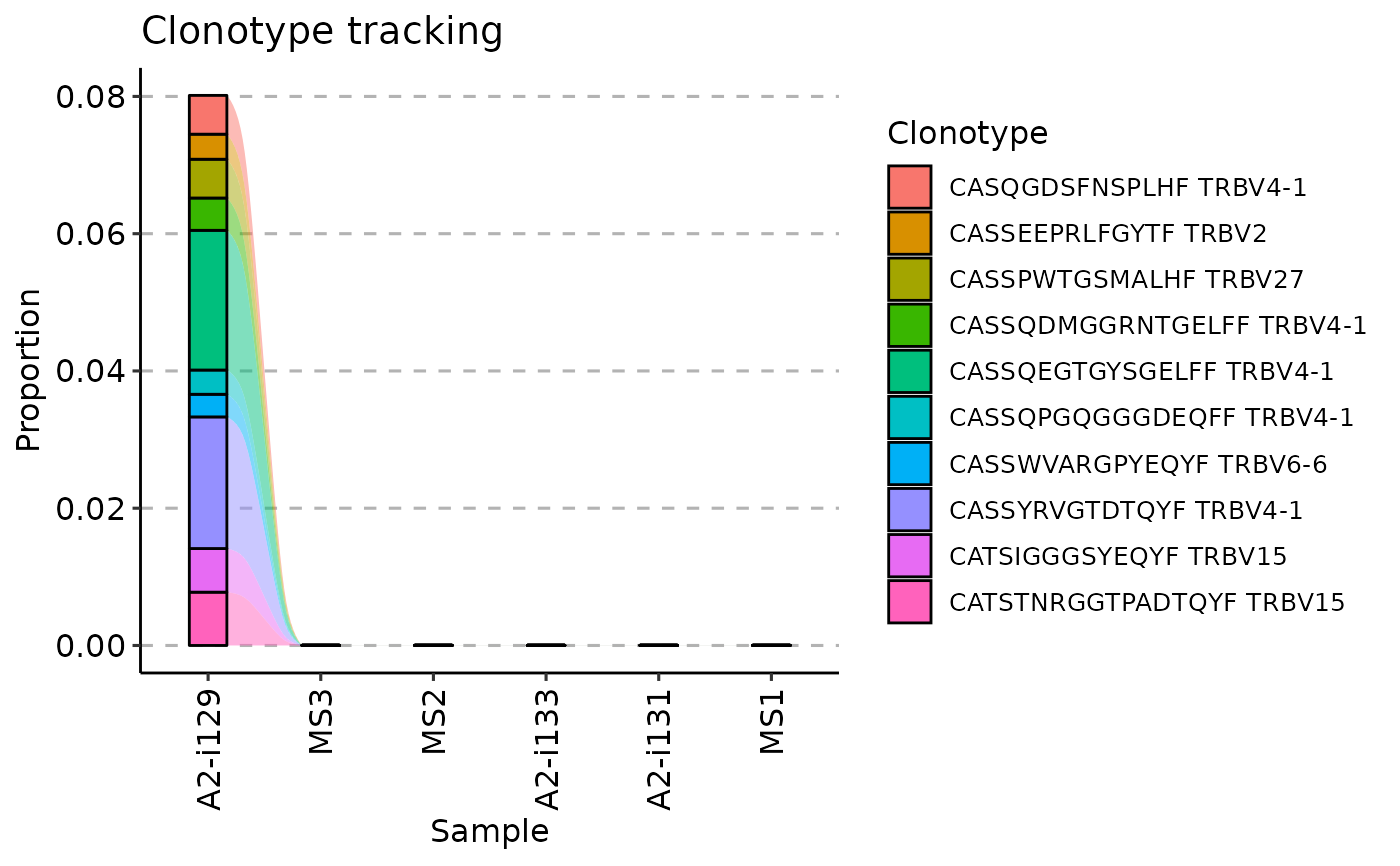 Clonotype tracking
0.08
0.06
0.04
0.02
0.00
Proportion
A2-i129
MS3
MS2
A2-i133
A2-i131
MS1
Sample
Clonotype
CASQGDSFNSPLHF TRBV4-1
CASSEEPRLFGYTF TRBV2
CASSPWTGSMALHF TRBV27
CASSQDMGGRNTGELFF TRBV4-1
CASSQEGTGYSGELFF TRBV4-1
CASSQPGQGGGDEQFF TRBV4-1
CASSWVARGPYEQYF TRBV6-6
CASSYRVGTDTQYF TRBV4-1
CATSIGGGSYEQYF TRBV15
CATSTNRGGTPADTQYF TRBV15